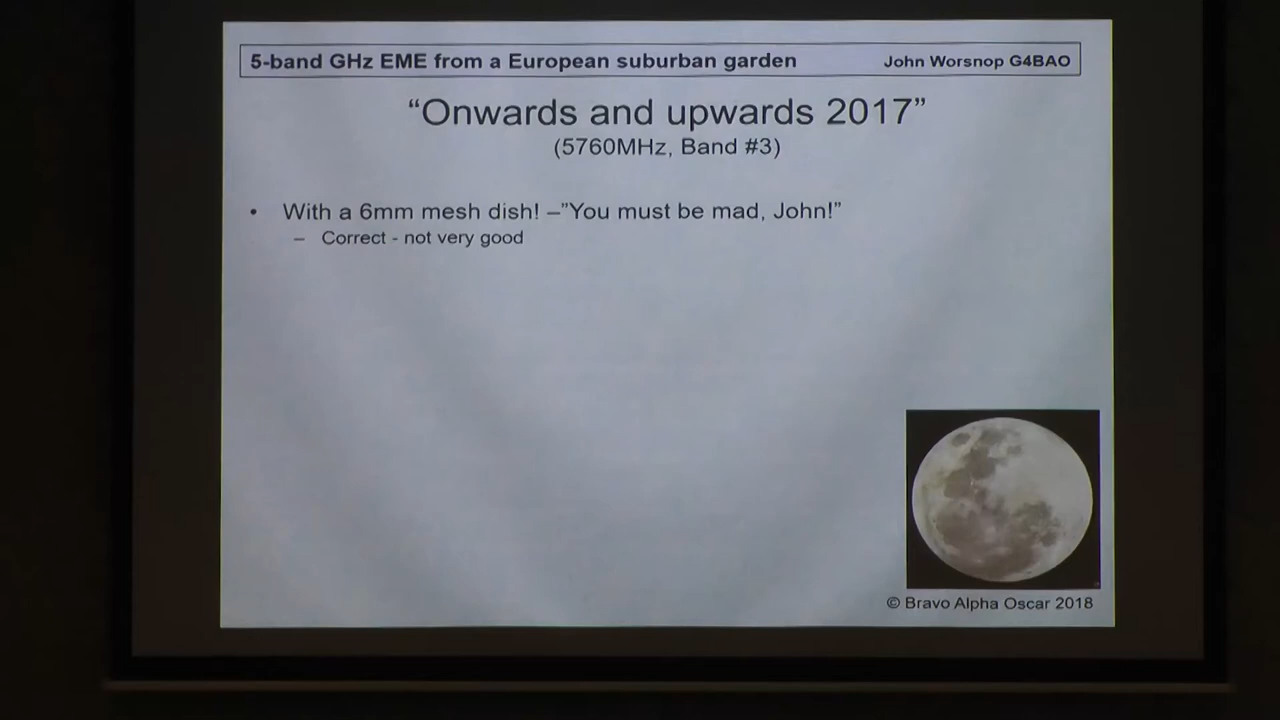 5-band GHz EME from a European suburban garden John Worsnop G4BAO
“Onwards and upwards 2017”
(5760MHz, Band #3)
• With a 6mm mesh dish! –”You must be mad, John!”
– Correct - not very good
© Bravo Alpha Oscar 2018